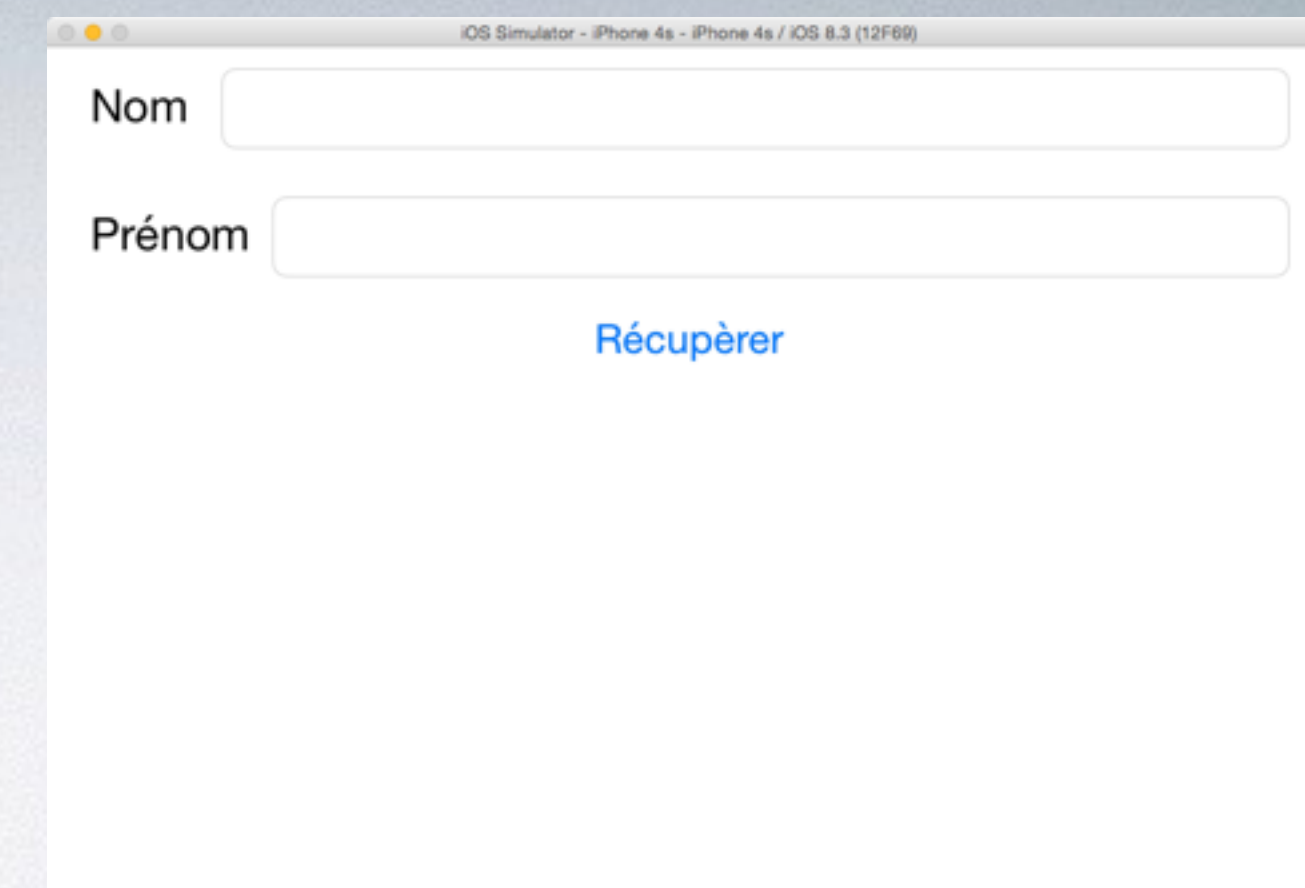 iOS Simulator - iPhone 4s - iPhone 4s / iOS 8.3 (12F69)
Nom
Prénom
Récupèrer